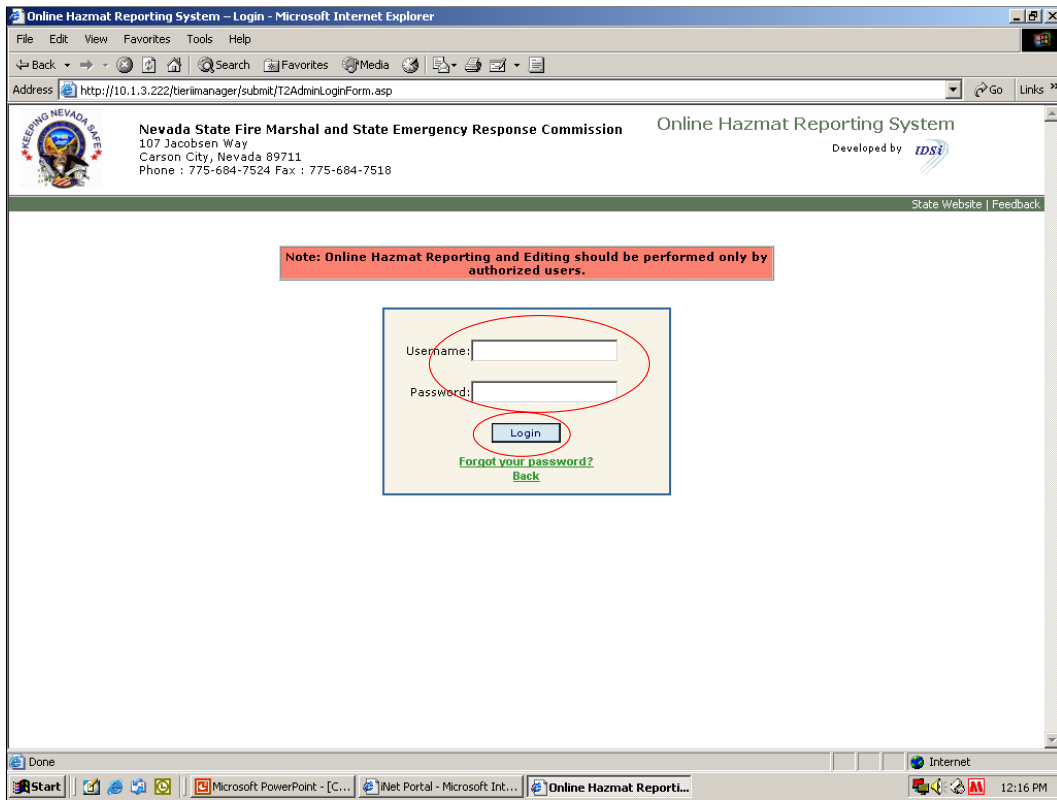 Online Hazmat Reporting System – Login - Microsoft Internet Explorer
File Edit View Favorites Tools Help
Back Search Favorites Media
Address http://10.1.3.222/tieriimanager/submit/T2AdminLoginForm.asp Go Links »
KEEPING NEVADA SAFE
Nevada State Fire Marshal and State Emergency Response Commission
107 Jacobsen Way
Carson City, Nevada 89711
Phone : 775-684-7524 Fax : 775-684-7518
Online Hazmat Reporting System
Developed by IDSi
State Website | Feedback
Note: Online Hazmat Reporting and Editing should be performed only by
authorized users.
Username:
Password:
Login
Forgot your password?
Back
Done
Internet
Start Microsoft PowerPoint - [C... iNet Portal - Microsoft Int... Online Hazmat Reporti... 12:16 PM